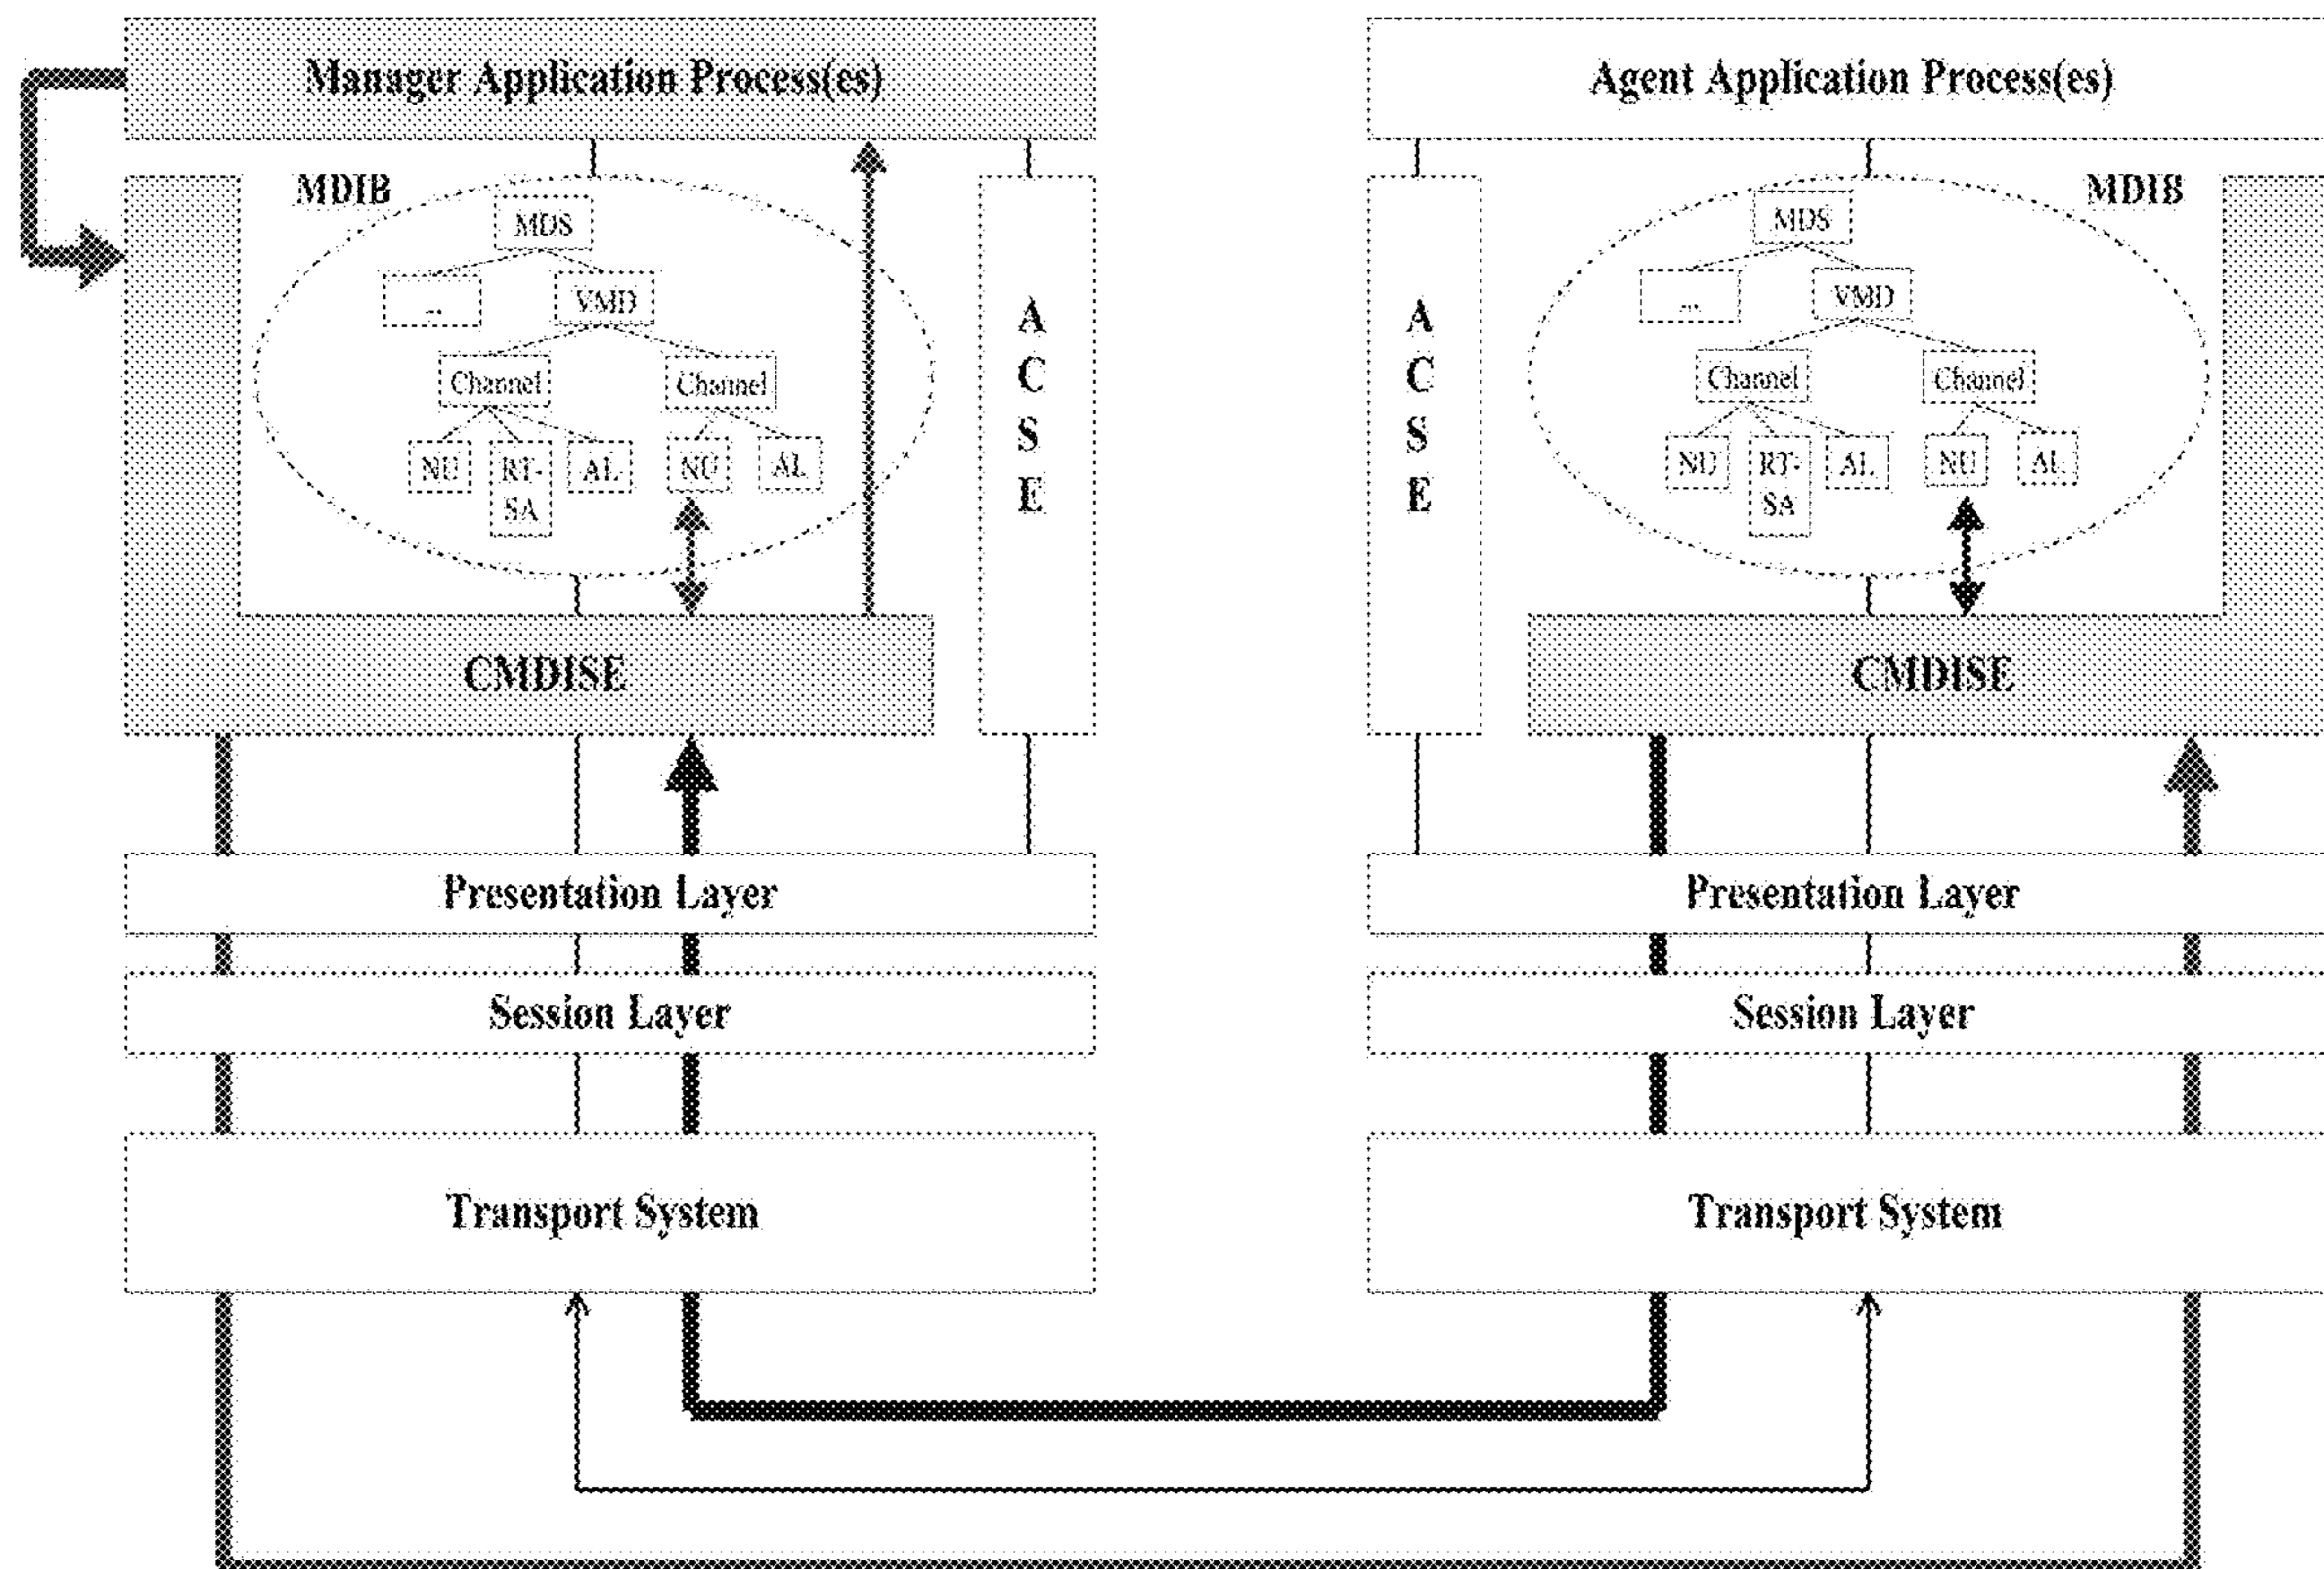 Manager Application Process(es)
MDIB
MDS
...
VMD
Channel
Channel
NU
RT-
SA
AL
NU
AL
A
C
S
E
CMDISE
Presentation Layer
Session Layer
Transport System
Agent Application Process(es)
A
C
S
E
MDIB
MDS
...
VMD
Channel
Channel
NU
RT-
SA
AL
NU
AL
CMDISE
Presentation Layer
Session Layer
Transport System